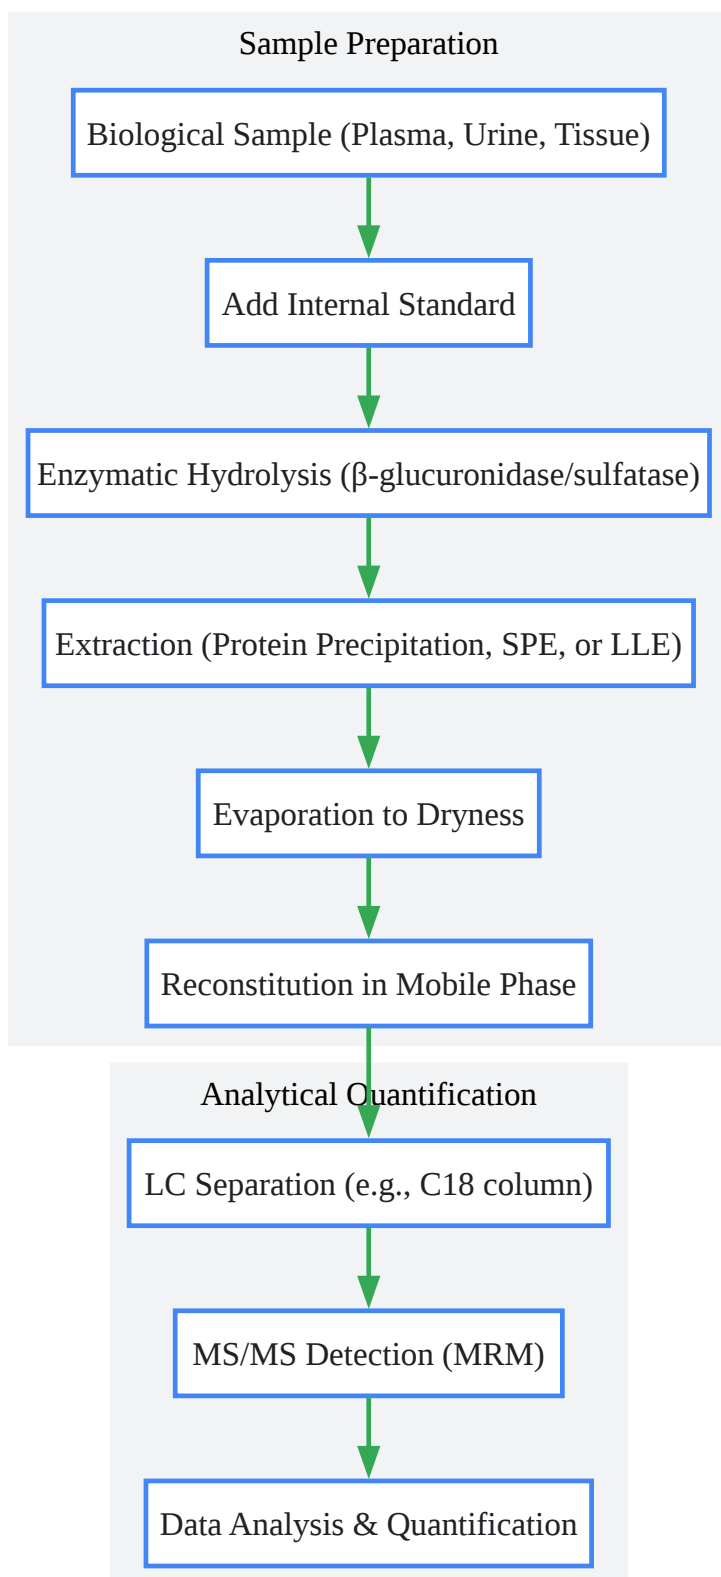 Sample Preparation
Biological Sample (Plasma, Urine, Tissue)
Add Internal Standard
Enzymatic Hydrolysis (β-glucuronidase/sulfatase)
Extraction (Protein Precipitation, SPE, or LLE)
Evaporation to Dryness
Reconstitution in Mobile Phase
Analytical Quantification
LC Separation (e.g., C18 column)
MS/MS Detection (MRM)
Data Analysis & Quantification